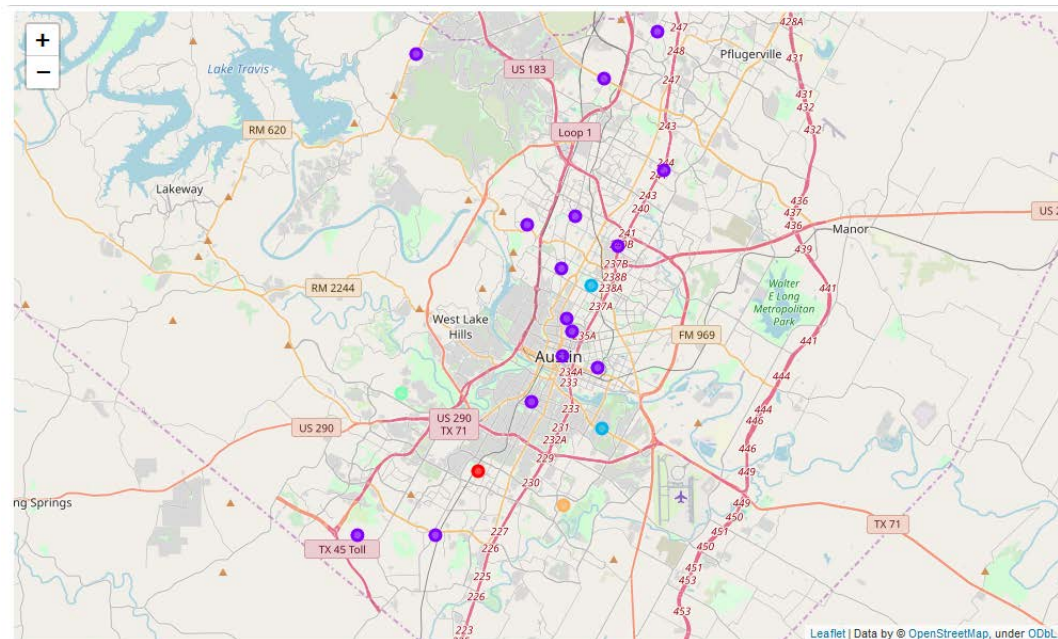 +
−
Lake Travis
RM 620
Lakeway
US 183
Loop 1
Pflugerville
247
248
247
243
244
243
240
241
428A
431
431
432
436
437
436
439
US 2
Manor
RM 2244
West Lake
Hills
237B
238B
238A
237A
235A
Walter
E Long
Metropolitan
Park
441
441
FM 969
Austin
234A
233
233
231
232A
229
230
444
444
446
446
449
449
450
451
450
451
453
453
US 290
US 290
TX 71
TX 71
ng Springs
TX 45 Toll
227
226
225
226
224
223
Leaflet | Data by © OpenStreetMap, under ODbL.